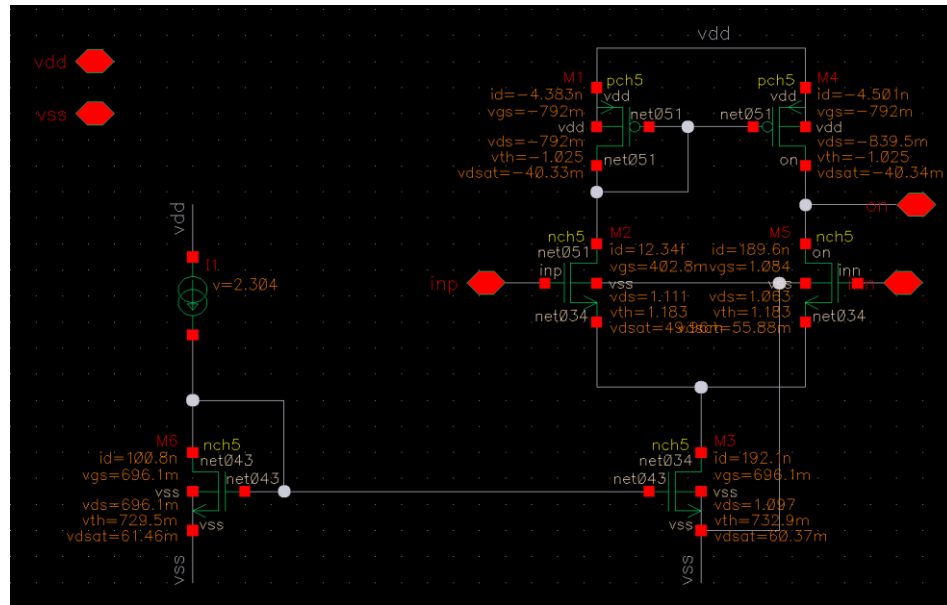 vdd
vss
vdd
I1
v=2.304
M6
nch5
id=100.8n
net043
vgs=696.1m
net043
vss
vds=696.1m
vth=729.5m
vss
vdsat=61.46m
vss
vdd
M1
pch5
id=-4.383n
vdd
vgs=-792m
net051
vdd
vds=-792m
vth=-1.025
net051
vdsat=-40.33m
pch5
M4
vdd
id=-4.501n
net051
vgs=-792m
vdd
vds=-839.5m
on
vth=-1.025
vdsat=-40.34m
on
M2
nch5
net051
id=12.34f
inp
inp
vgs=402.8m
vss
vds=1.111
vth=1.183
net034
M5
nch5
id=189.6n
on
vgs=1.084
inn
vds=1.063
vth=1.183
net034
vdsat=55.88m
M3
nch5
net034
id=192.1n
net043
vgs=696.1m
vss
vds=1.097
vth=732.9m
vss
vdsat=60.37m
vss